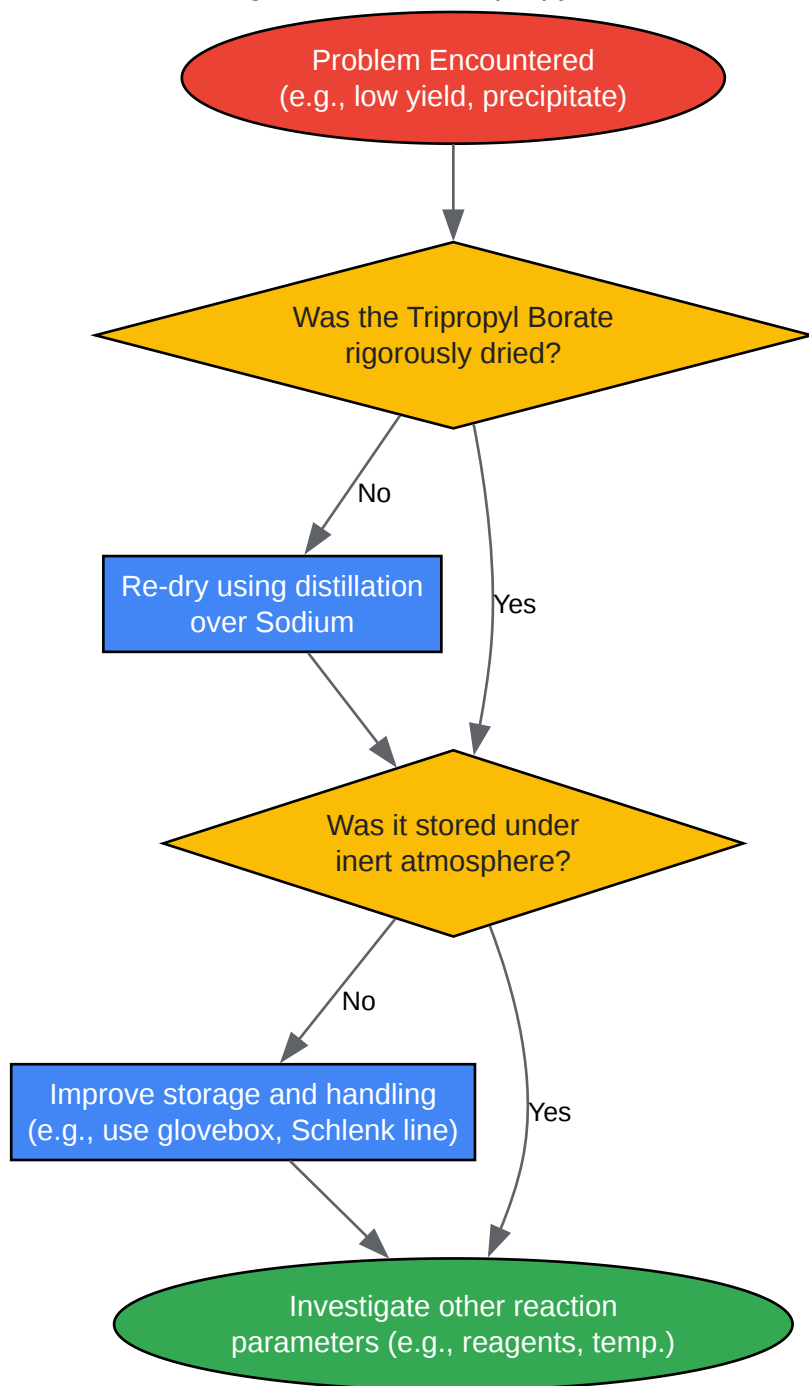 Problem Encountered
(e.g., low yield, precipitate)
Was the Tripropyl Borate
rigorously dried?
No
Re-dry using distillation
over Sodium
Yes
Was it stored under
inert atmosphere?
No
Improve storage and handling
(e.g., use glovebox, Schlenk line)
Yes
Investigate other reaction
parameters (e.g., reagents, temp.)